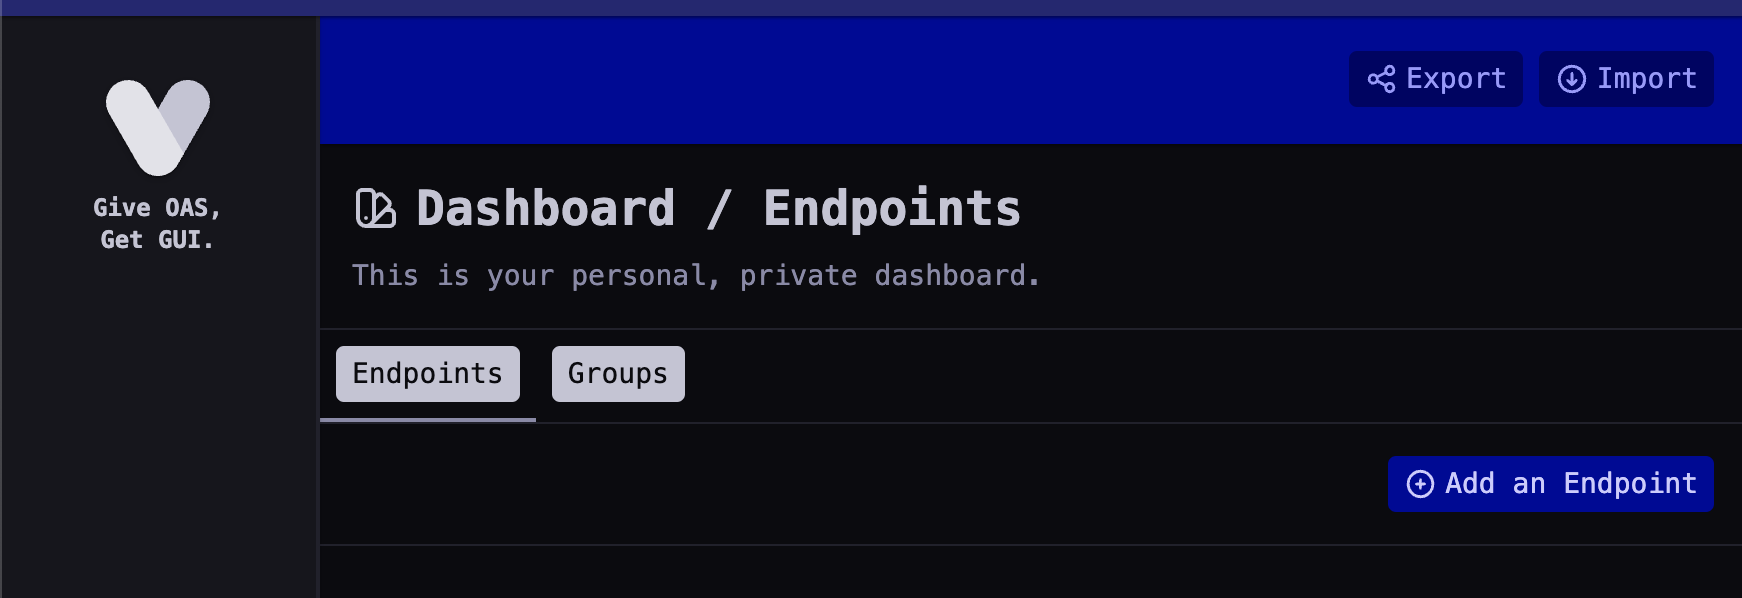 Give OAS,
Get GUI.
Export
Import
Dashboard / Endpoints
This is your personal, private dashboard.
Endpoints
Groups
Add an Endpoint